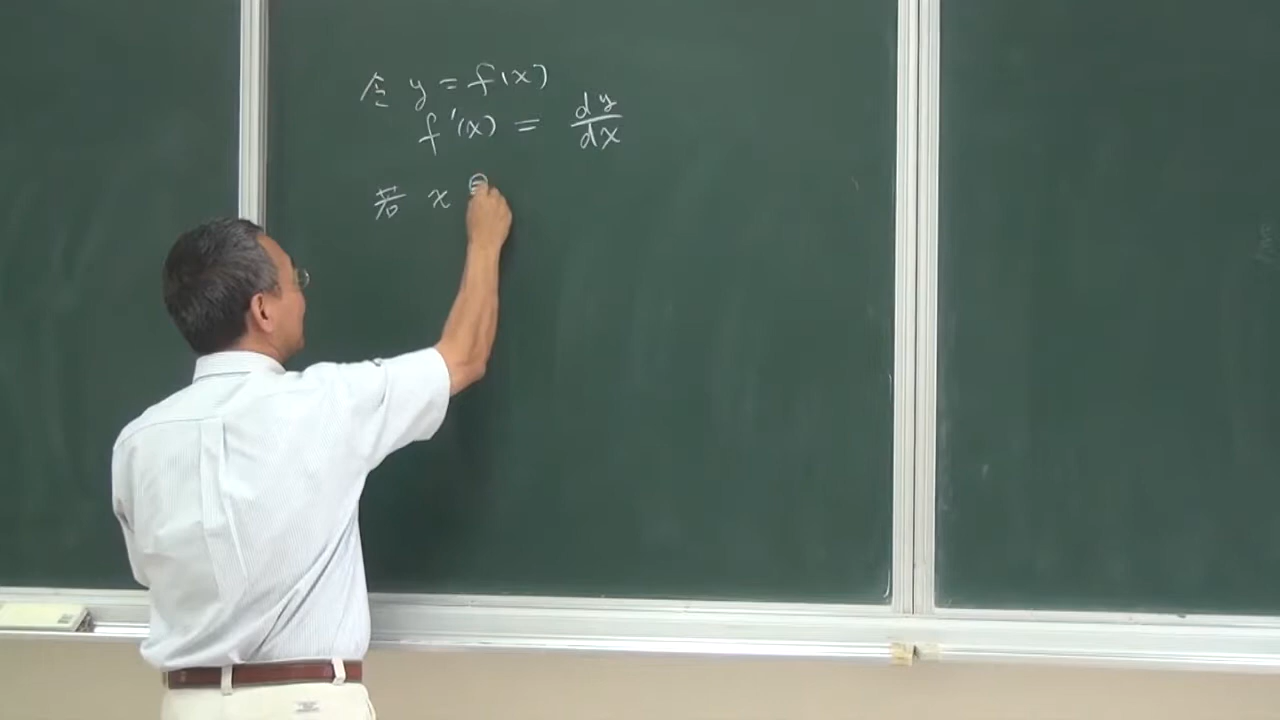 令 y = f(x)
f'(x) = dy/dx
若 x